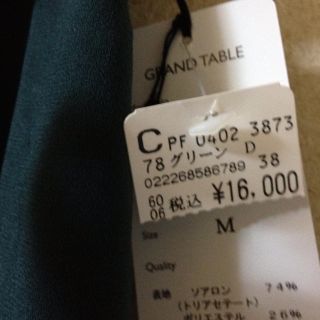 GRAND TABLE
C PF 0402 3873
78 グリーン D
022268586789 38
60
06 税込 ¥16,000
Size M
Quality
表地 ソアロン 74%
(トリアセテート)
ポリエステル 26%